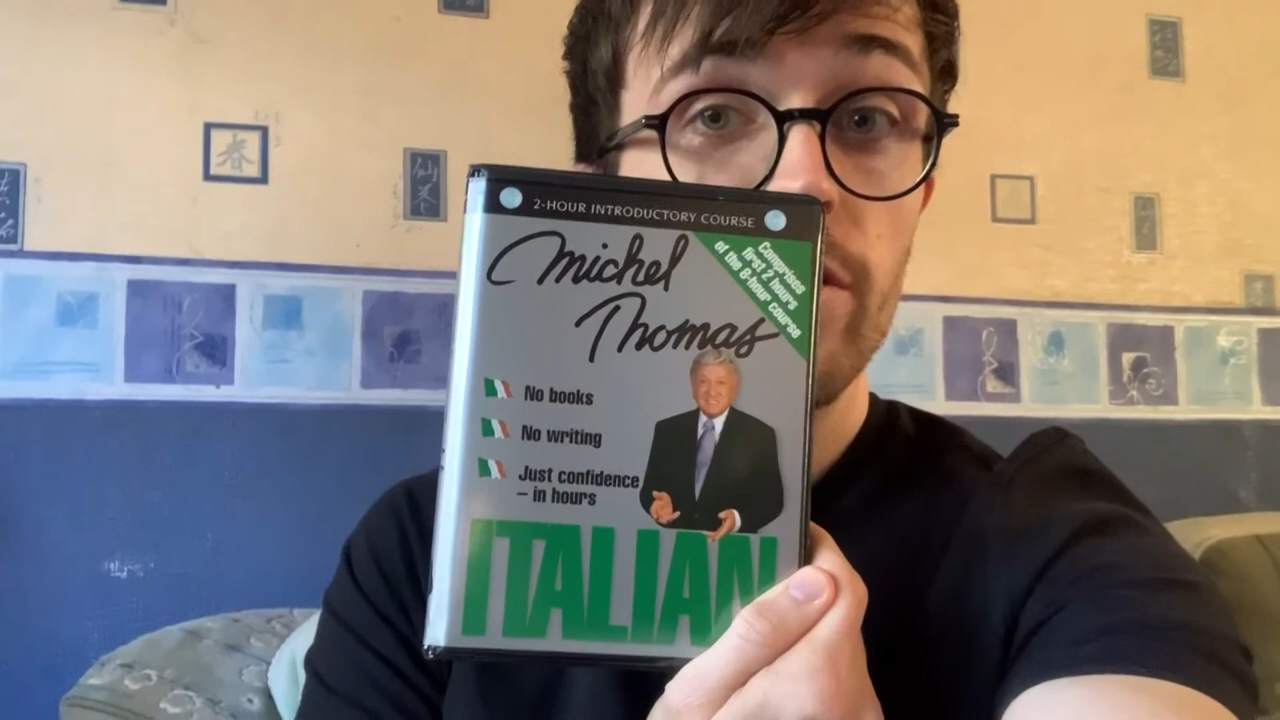 春
2-HOUR INTRODUCTORY COURSE
Comprises
first 2 hours
of the 8-hour course
Michel
Thomas
No books
No writing
Just confidence
– in hours
ITALIAN